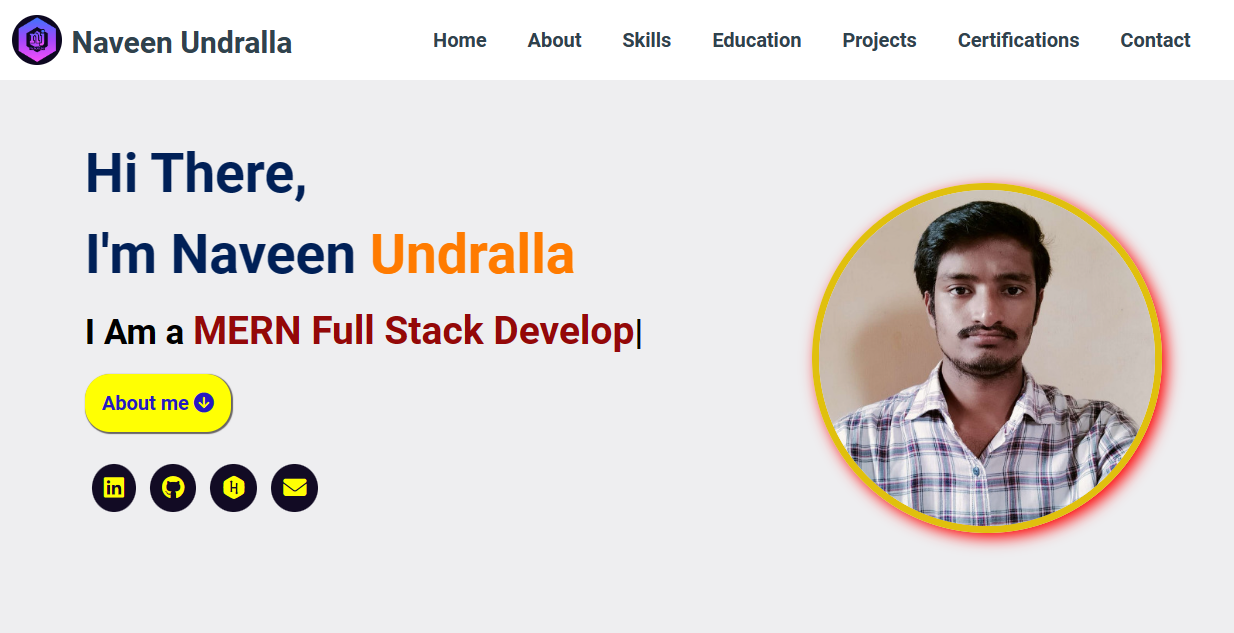 Naveen Undralla
Home About Skills Education Projects Certifications Contact
Hi There,
I'm Naveen Undralla
I Am a MERN Full Stack Develop|
About me
in
H